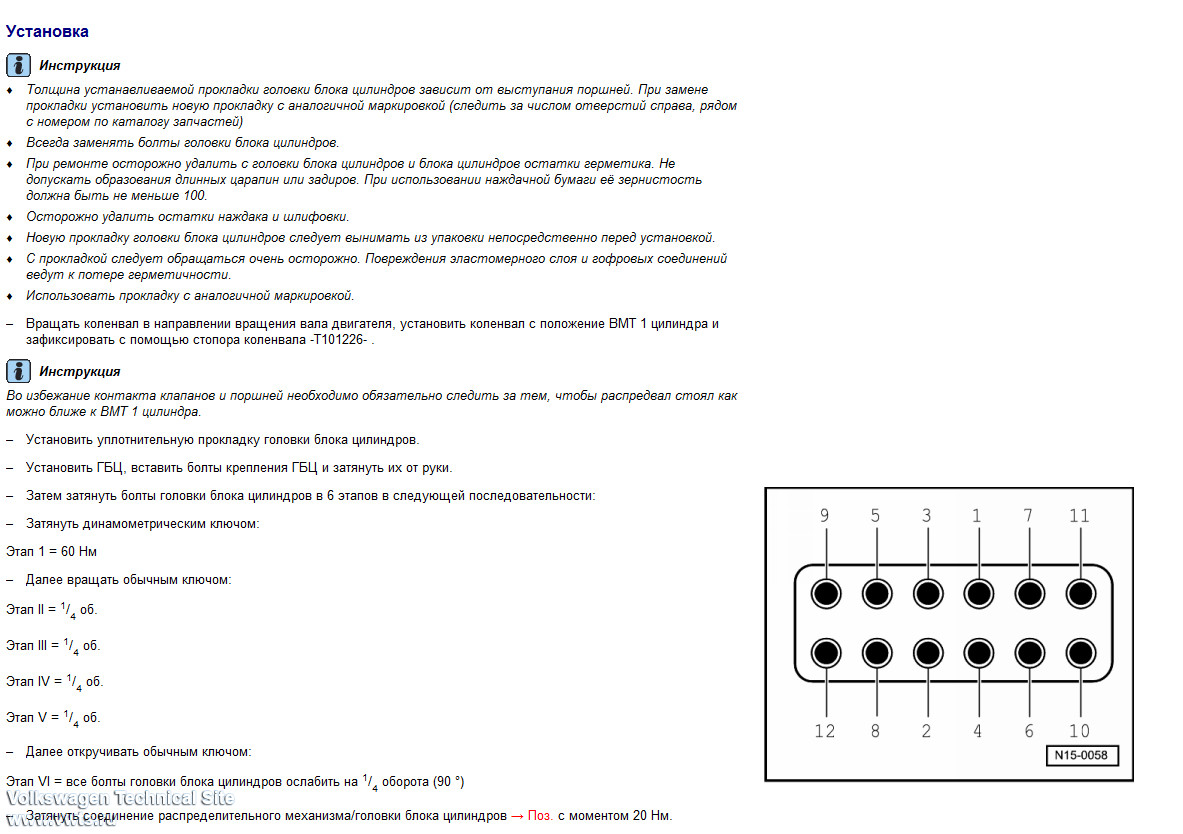 Установка
Инструкция
♦ Толщина устанавливаемой прокладки головки блока цилиндров зависит от выступания поршней. При замене
прокладки установить новую прокладку с аналогичной маркировкой (следить за числом отверстий справа, рядом
с номером по каталогу запчастей)
♦ Всегда заменять болты головки блока цилиндров.
♦ При ремонте осторожно удалить с головки блока цилиндров и блока цилиндров остатки герметика. Не
допускать образования длинных царапин или задиров. При использовании наждачной бумаги её зернистость
должна быть не меньше 100.
♦ Осторожно удалить остатки наждака и шлифовки.
♦ Новую прокладку головки блока цилиндров следует вынимать из упаковки непосредственно перед установкой.
♦ С прокладкой следует обращаться очень осторожно. Повреждения эластомерного слоя и гофровых соединений
ведут к потере герметичности.
♦ Использовать прокладку с аналогичной маркировкой.
– Вращать коленвал в направлении вращения вала двигателя, установить коленвал с положение ВМТ 1 цилиндра и
зафиксировать с помощью стопора коленвала -T101226- .
Инструкция
Во избежание контакта клапанов и поршней необходимо обязательно следить за тем, чтобы распредвал стоял как
можно ближе к ВМТ 1 цилиндра.
– Установить уплотнительную прокладку головки блока цилиндров.
– Установить ГБЦ, вставить болты крепления ГБЦ и затянуть их от руки.
– Затем затянуть болты головки блока цилиндров в 6 этапов в следующей последовательности:
– Затянуть динамометрическим ключом:
Этап 1 = 60 Нм
– Далее вращать обычным ключом:
Этап II = 1/4 об.
Этап III = 1/4 об.
Этап IV = 1/4 об.
Этап V = 1/4 об.
– Далее откручивать обычным ключом:
Этап VI = все болты головки блока цилиндров ослабить на 1/4 оборота (90 °)
– Затянуть соединение распределительного механизма/головки блока цилиндров → Поз. с моментом 20 Нм.
9 5 3 1 7 11
12 8 2 4 6 10
N15-0058
Volkswagen Technical Site
www.vwts.ru